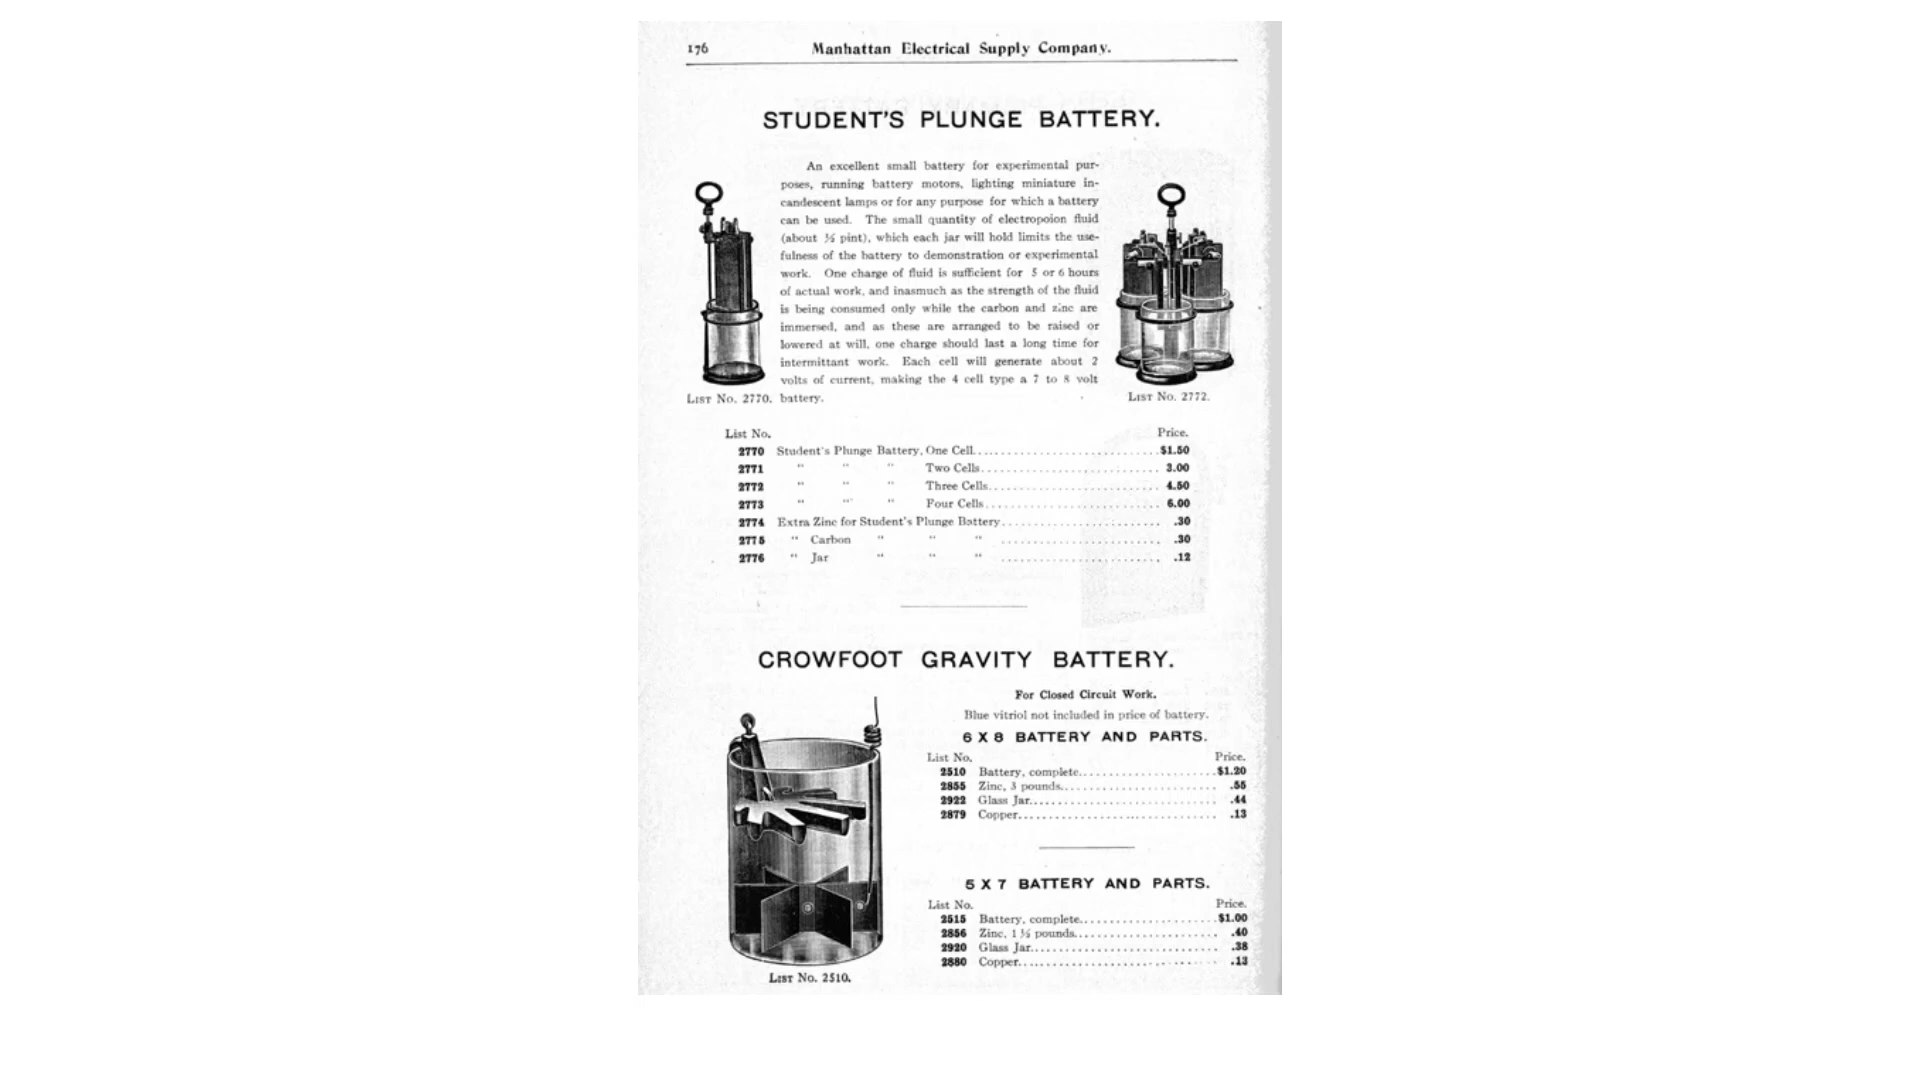 176 Manhattan Electrical Supply Company.
STUDENT'S PLUNGE BATTERY.
An excellent small battery for experimental pur-
poses, running battery motors, lighting miniature in-
candescent lamps or for any purpose for which a battery
can be used. The small quantity of electropoion fluid
(about ½ pint), which each jar will hold limits the use-
fulness of the battery to demonstration or experimental
work. One charge of fluid is sufficient for 5 or 6 hours
of actual work, and inasmuch as the strength of the fluid
is being consumed only while the carbon and zinc are
immersed, and as these are arranged to be raised or
lowered at will, one charge should last a long time for
intermittant work. Each cell will generate about 2
volts of current, making the 4 cell type a 7 to 8 volt
battery.
LIST No. 2770.
LIST No. 2772.
List No. Price.
2770 Student's Plunge Battery, One Cell. $1.50
2771 " " " Two Cells. 3.00
2772 " " " Three Cells. 4.50
2773 " " " Four Cells. 6.00
2774 Extra Zinc for Student's Plunge Battery. .30
2775 " Carbon " " " .30
2776 " Jar " " " .12
CROWFOOT GRAVITY BATTERY.
For Closed Circuit Work.
Blue vitriol not included in price of battery.
6 X 8 BATTERY AND PARTS.
List No. Price.
2510 Battery, complete. $1.20
2855 Zinc, 3 pounds. .55
2922 Glass Jar. .44
2879 Copper. .13
5 X 7 BATTERY AND PARTS.
List No. Price.
2515 Battery, complete. $1.00
2856 Zinc, 1 ½ pounds. .40
2920 Glass Jar. .38
2880 Copper. .13
LIST No. 2510.